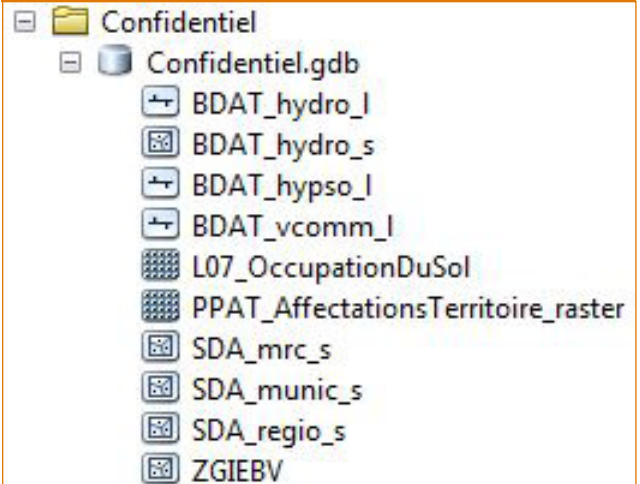 Confidentiel
Confidentiel.gdb
BDAT_hydro_l
BDAT_hydro_s
BDAT_hypso_l
BDAT_vcomm_l
L07_OccupationDuSol
PPAT_AffectationsTerritoire_raster
SDA_mrc_s
SDA_munic_s
SDA_regio_s
ZGIEBV